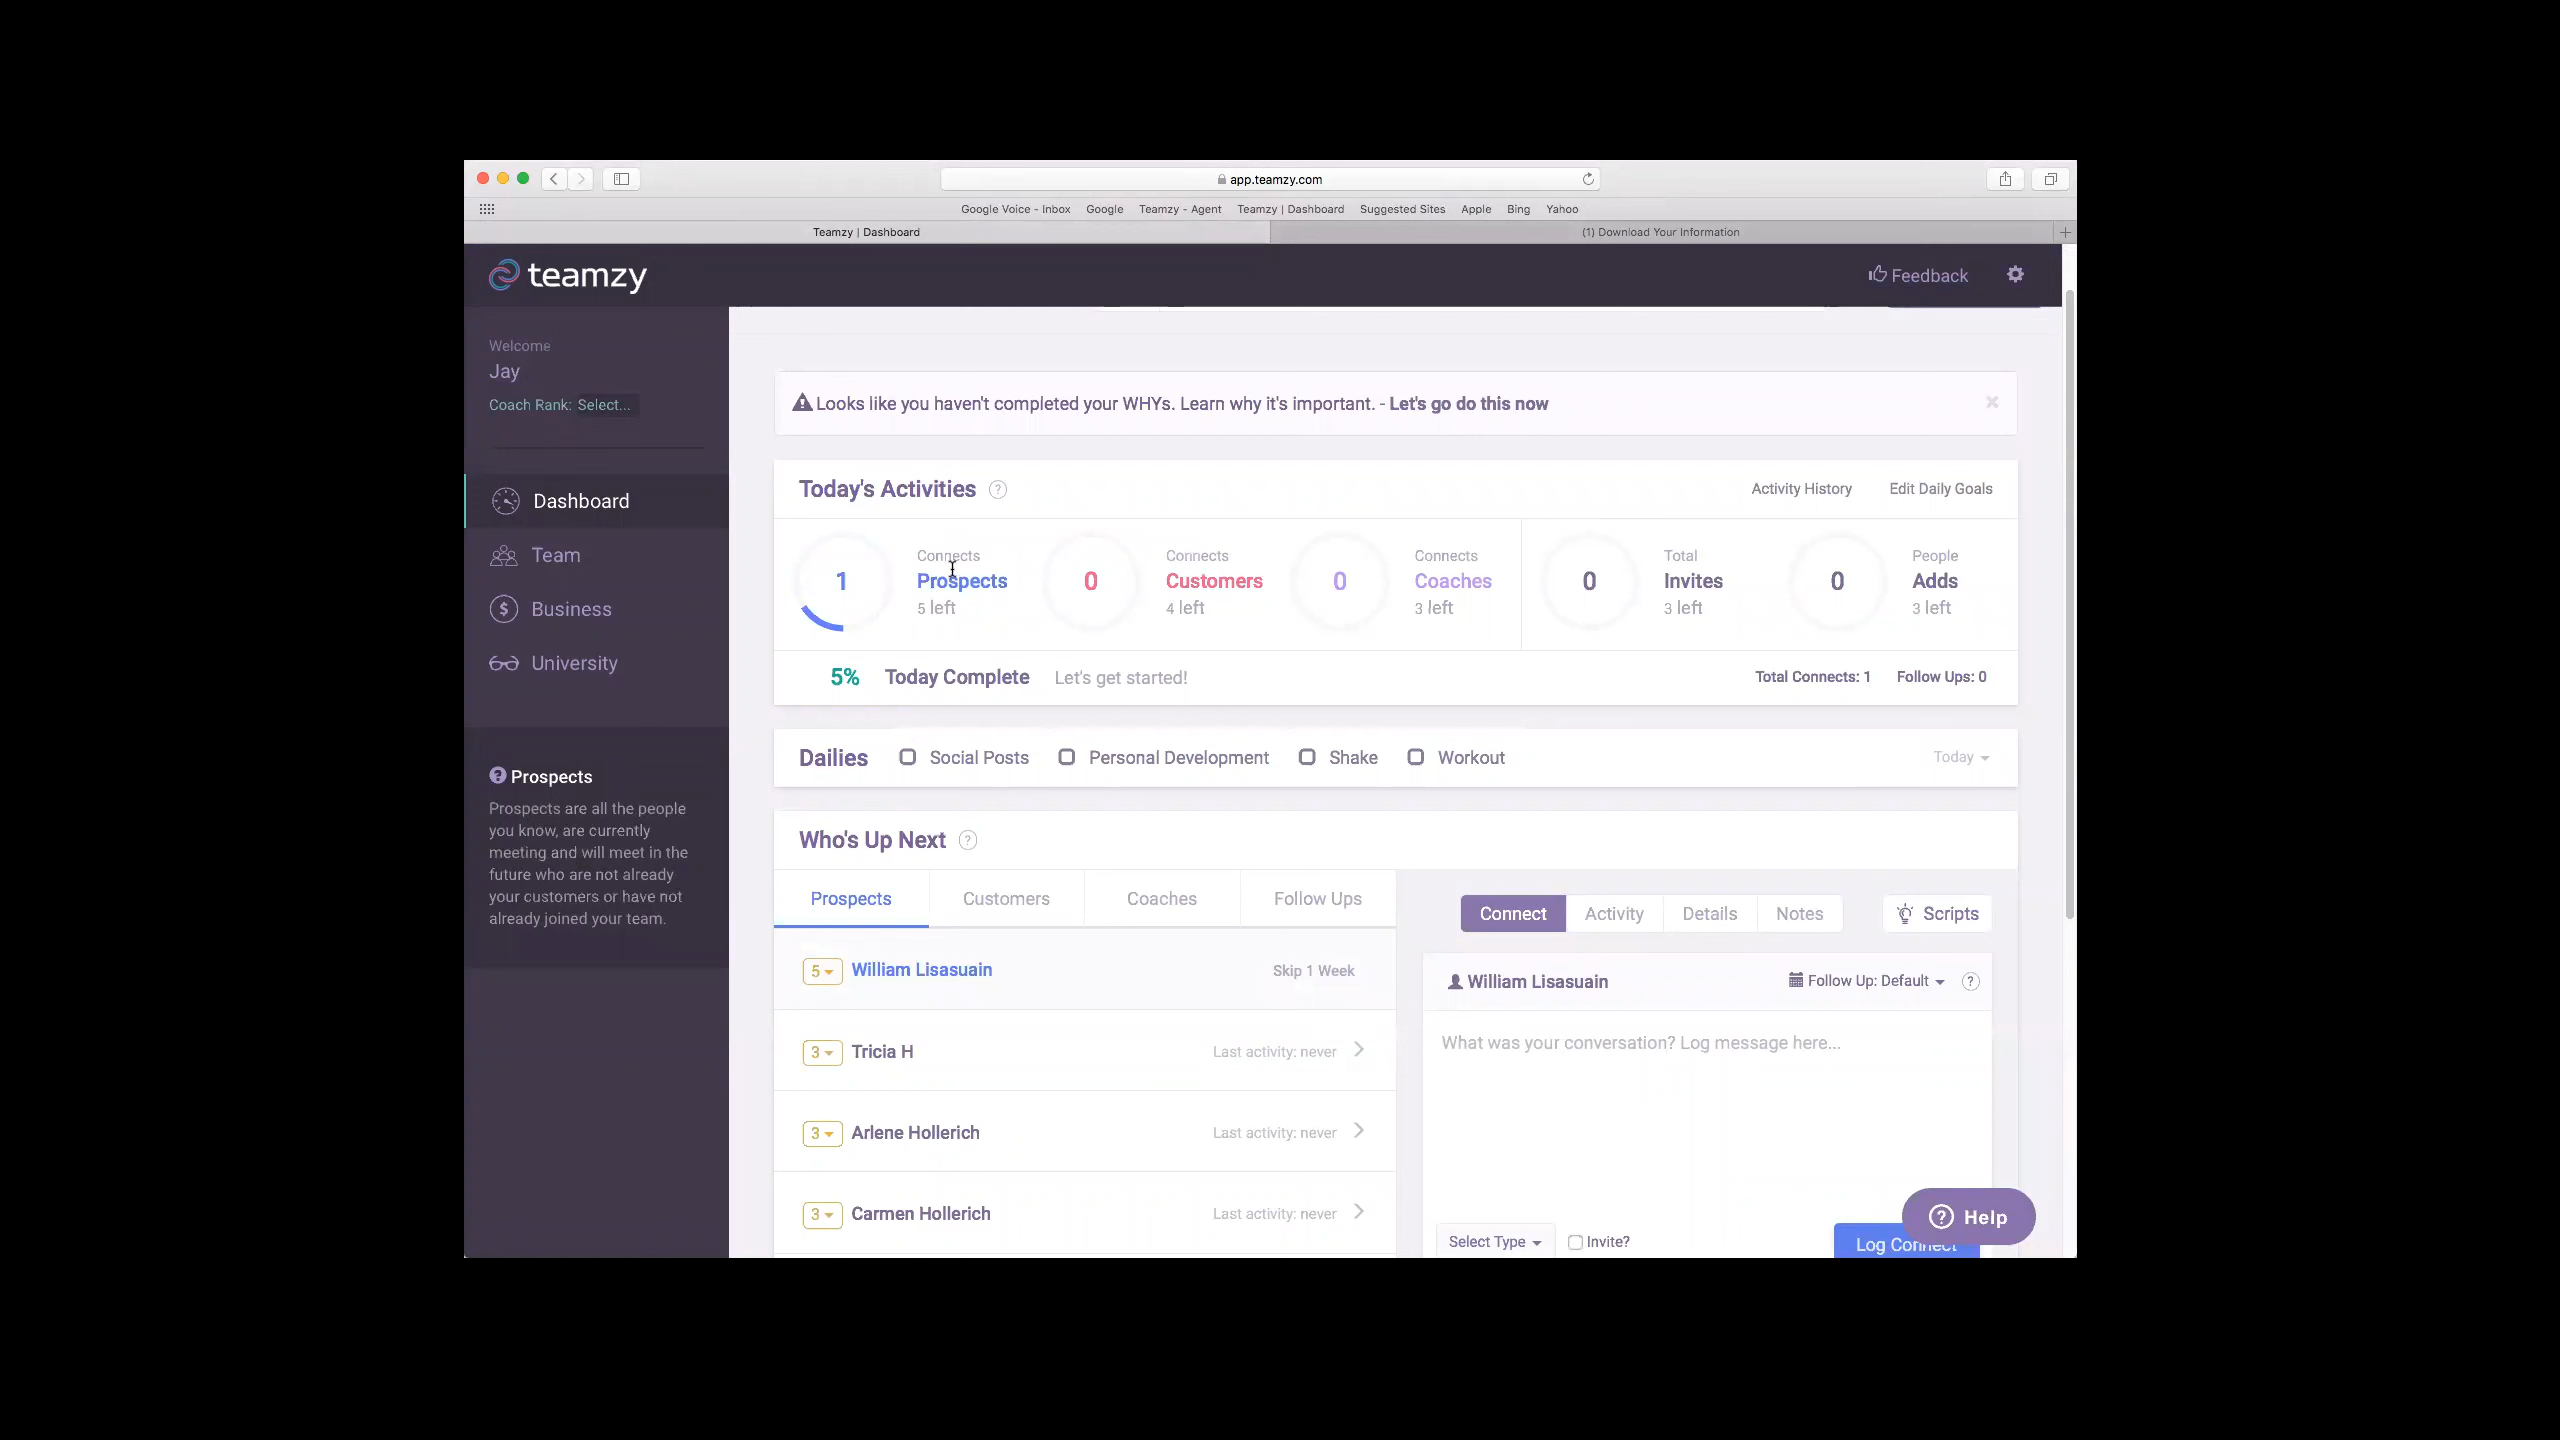 app.teamzy.com
Google Voice - Inbox Google Teamzy - Agent Teamzy | Dashboard Suggested Sites Apple Bing Yahoo
Teamzy | Dashboard (1) Download Your Information
teamzy Feedback
Welcome
Jay
Coach Rank: Select...
Dashboard
Team
Business
University
? Prospects
Prospects are all the people
you know, are currently
meeting and will meet in the
future who are not already
your customers or have not
already joined your team.
Looks like you haven't completed your WHYs. Learn why it's important. - Let's go do this now ×
Today's Activities ? Activity History Edit Daily Goals
1 Connects Prospects 5 left
0 Connects Customers 4 left
0 Connects Coaches 3 left
0 Total Invites 3 left
0 People Adds 3 left
5% Today Complete Let's get started! Total Connects: 1 Follow Ups: 0
Dailies Social Posts Personal Development Shake Workout Today
Who's Up Next ?
Prospects Customers Coaches Follow Ups
5 William Lisasuain Skip 1 Week
3 Tricia H Last activity: never
3 Arlene Hollerich Last activity: never
3 Carmen Hollerich Last activity: never
Connect Activity Details Notes Scripts
William Lisasuain Follow Up: Default ?
What was your conversation? Log message here...
Select Type Invite? Log Connect
? Help